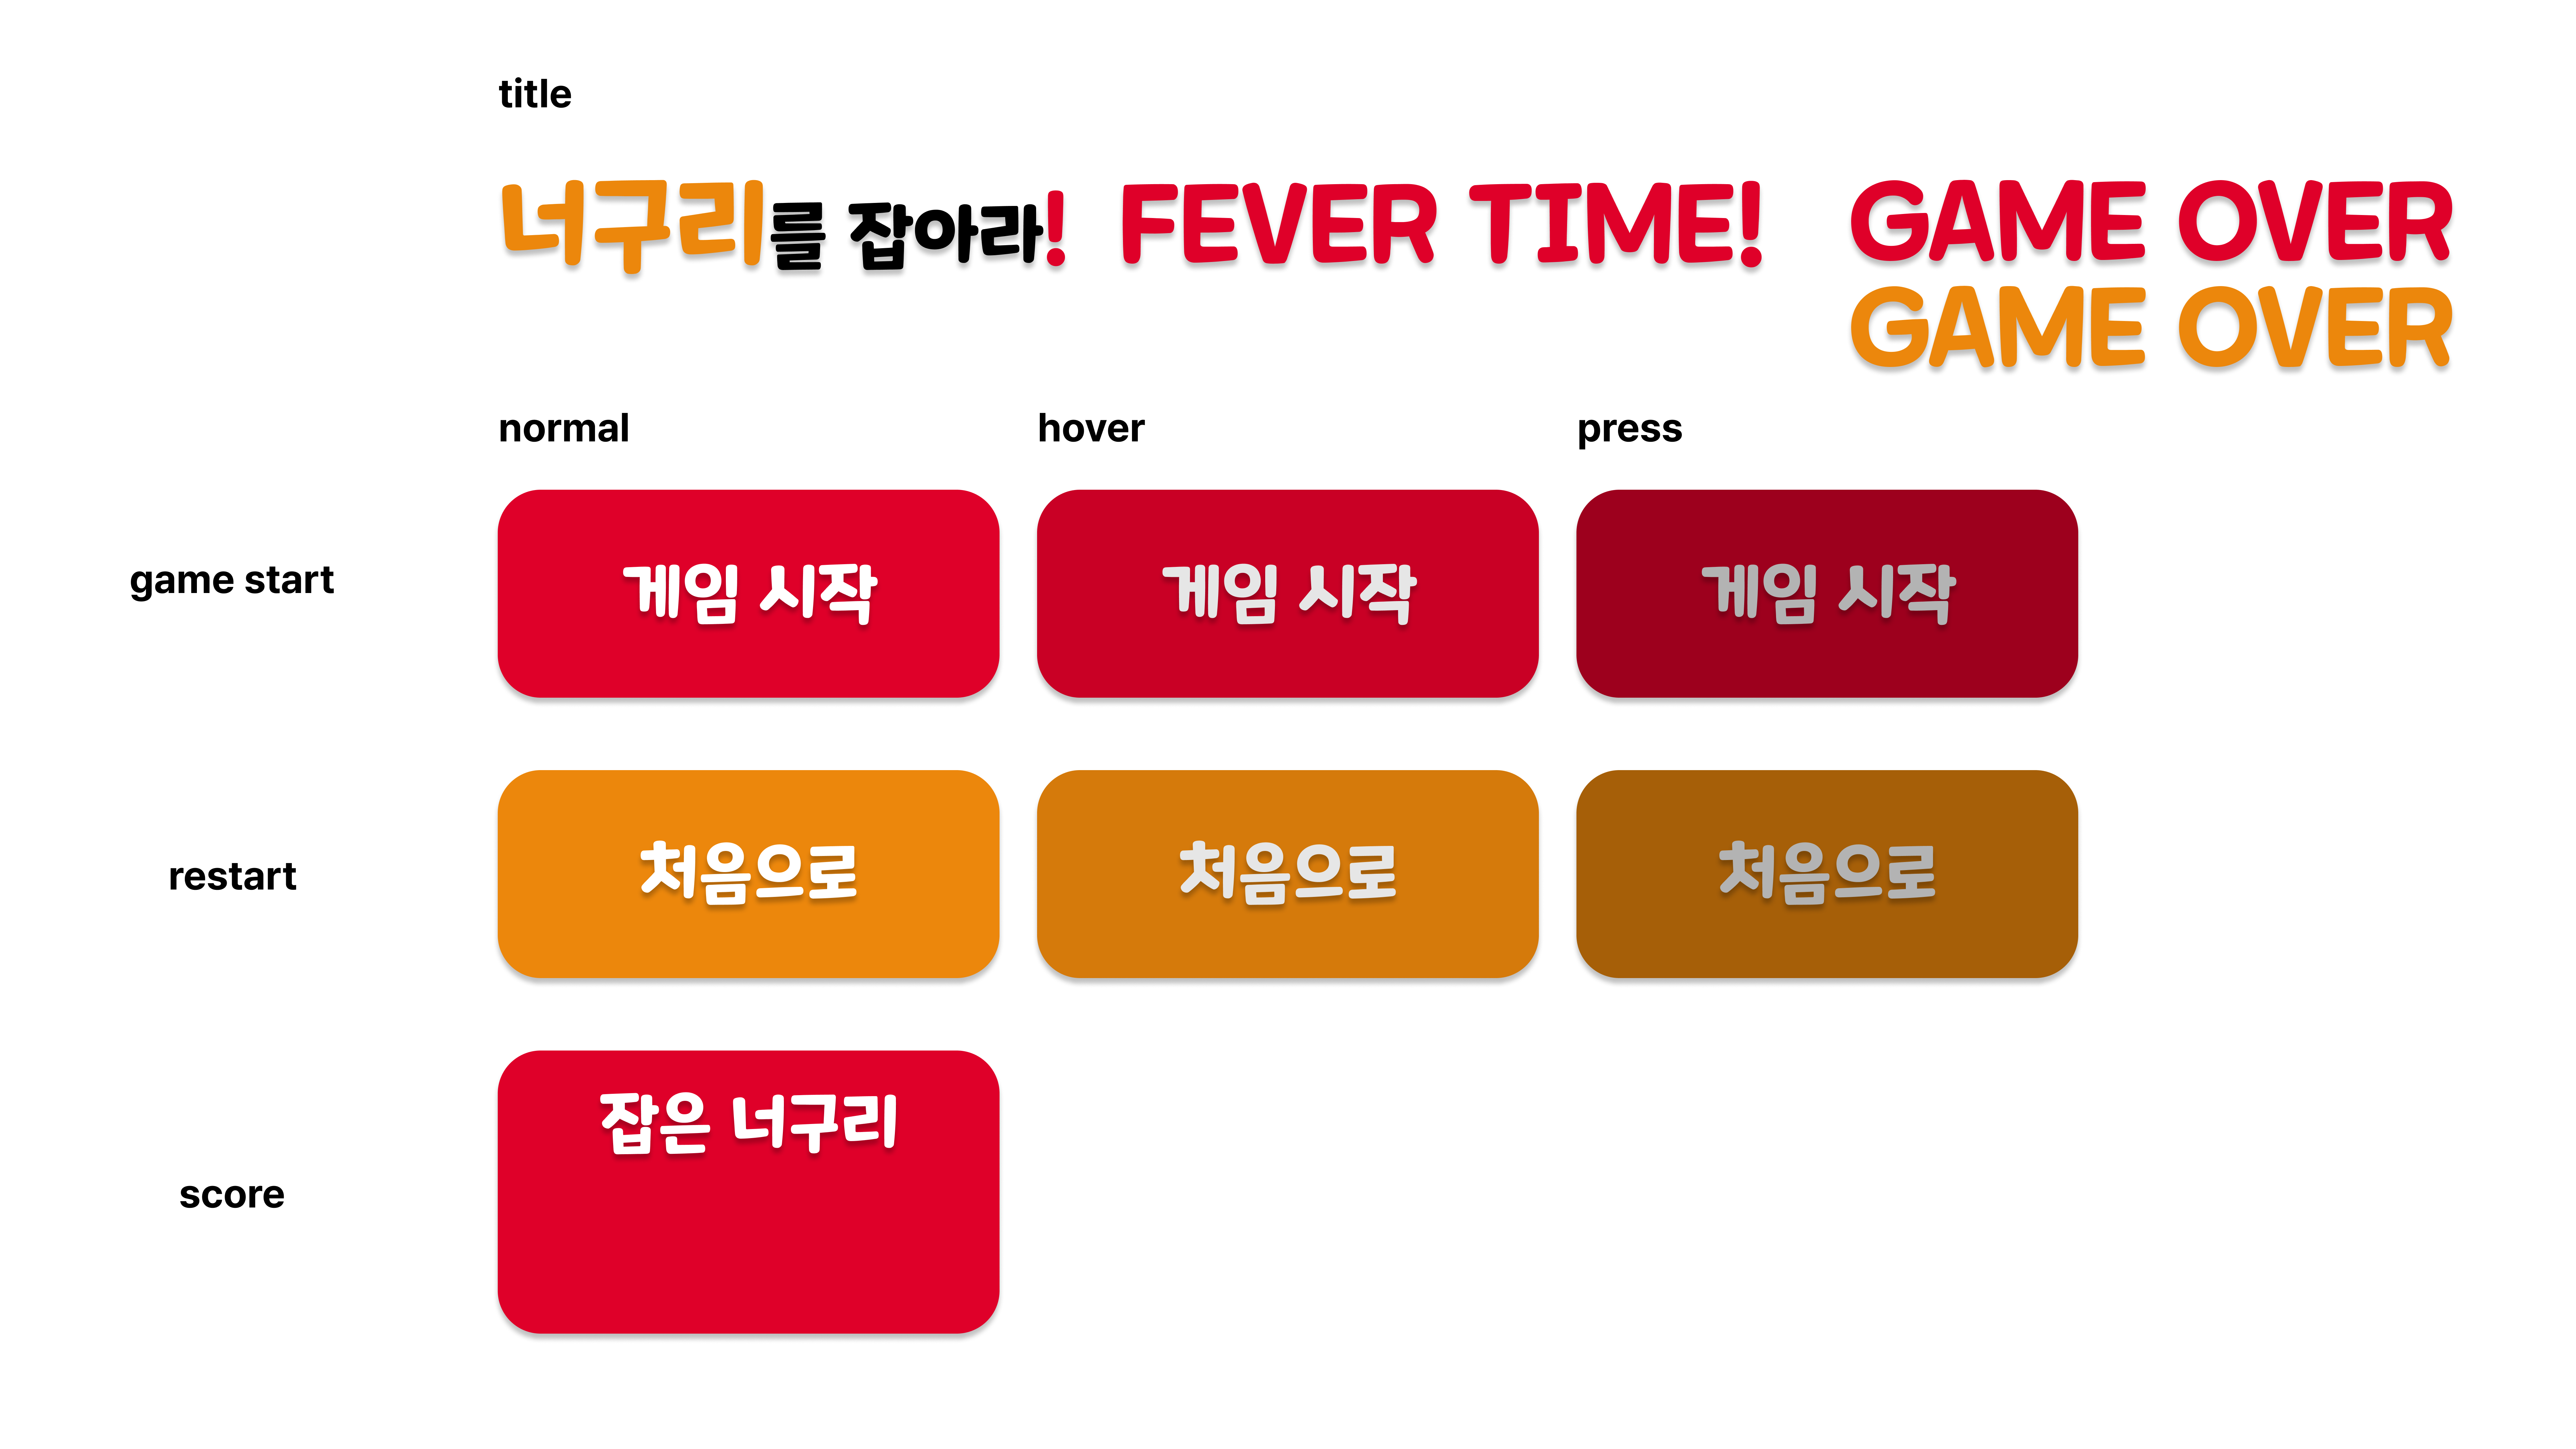 title
너구리를 잡아라!
FEVER TIME!
GAME OVER
GAME OVER
normal
hover
press
game start
게임 시작
게임 시작
게임 시작
restart
처음으로
처음으로
처음으로
score
잡은 너구리